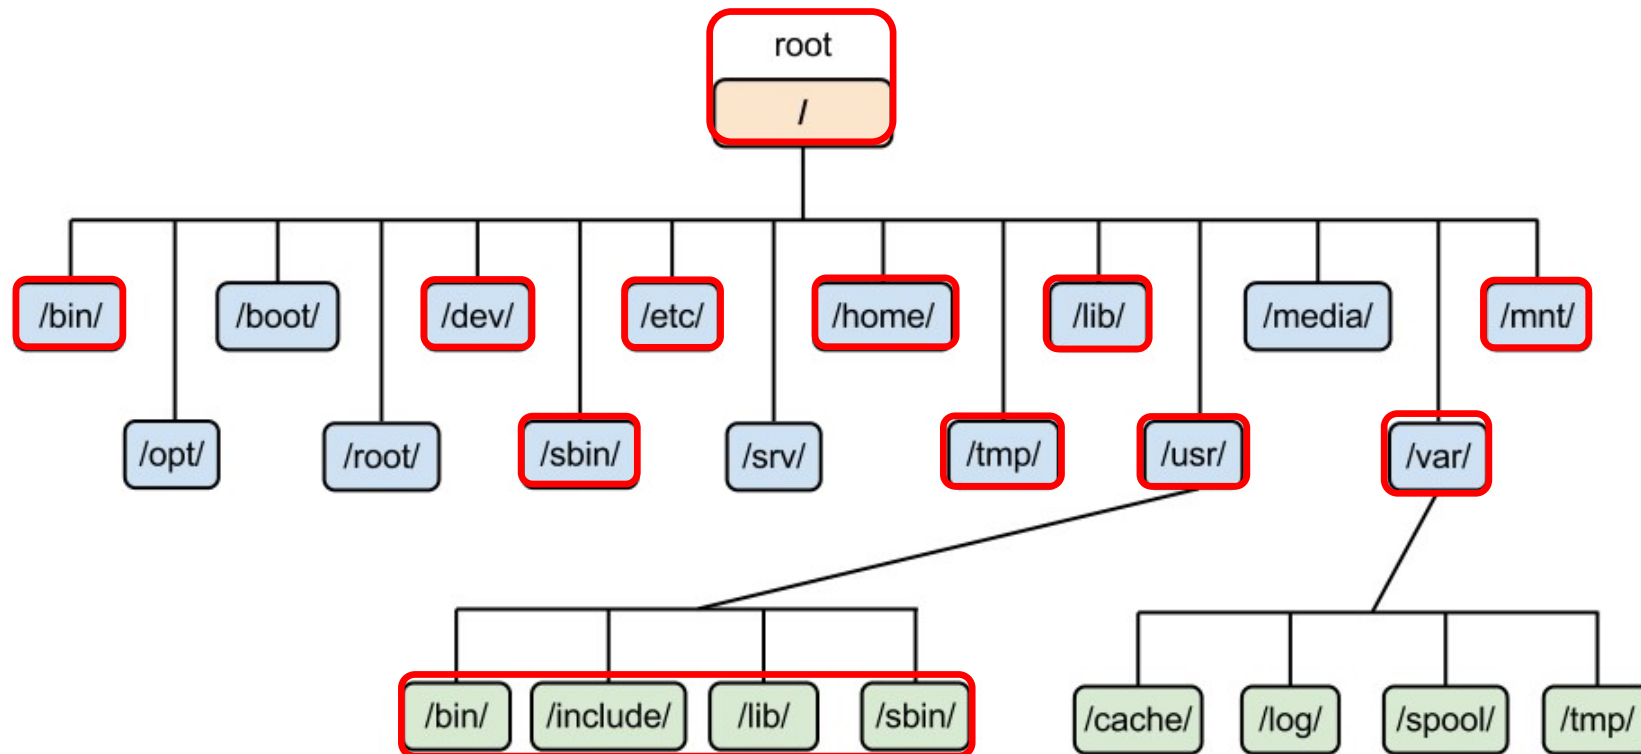 root
/
/bin/ /boot/ /dev/ /etc/ /home/ /lib/ /media/ /mnt/
/opt/ /root/ /sbin/ /srv/ /tmp/ /usr/ /var/
/bin/ /include/ /lib/ /sbin/ /cache/ /log/ /spool/ /tmp/